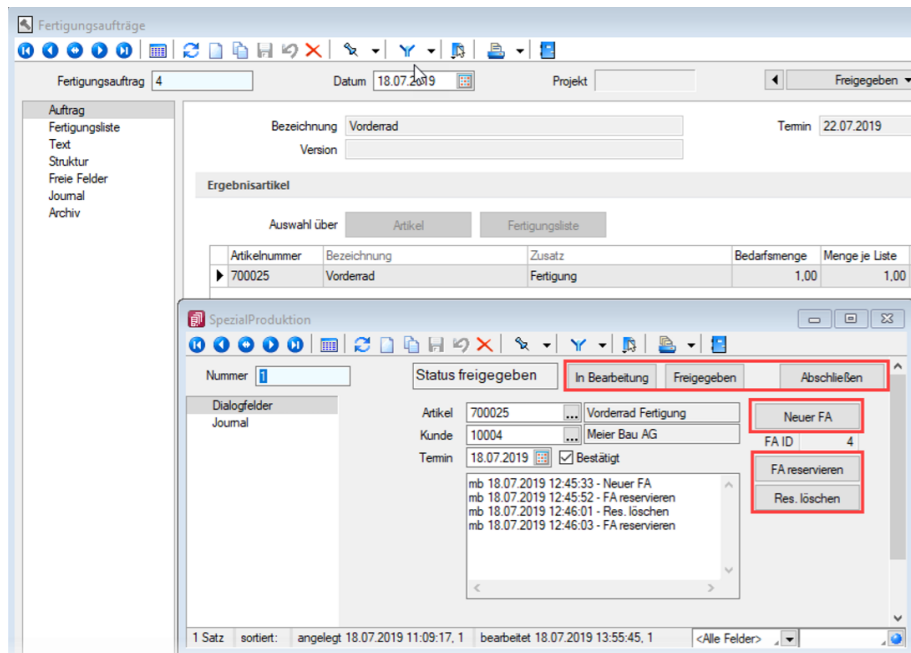 Fertigungsaufträge
Fertigungsauftrag 4 Datum 18.07.2019 Projekt Freigegeben
Auftrag
Fertigungsliste
Text
Struktur
Freie Felder
Journal
Archiv
Bezeichnung Vorderrad Termin 22.07.2019
Version
Ergebnisartikel
Auswahl über Artikel Fertigungsliste
Artikelnummer Bezeichnung Zusatz Bedarfsmenge Menge je Liste
700025 Vorderrad Fertigung 1,00 1,00
SpezialProduktion
Nummer 1 Status freigegeben In Bearbeitung Freigegeben Abschließen
Dialogfelder
Journal
Artikel 700025 ... Vorderrad Fertigung Neuer FA
Kunde 10004 ... Meier Bau AG FA ID 4
Termin 18.07.2019 Bestätigt FA reservieren
mb 18.07.2019 12:45:33 - Neuer FA
mb 18.07.2019 12:45:52 - FA reservieren
mb 18.07.2019 12:46:01 - Res. löschen
mb 18.07.2019 12:46:03 - FA reservieren
Res. löschen
1 Satz sortiert: angelegt 18.07.2019 11:09:17, 1 bearbeitet 18.07.2019 13:55:45, 1 <Alle Felder>